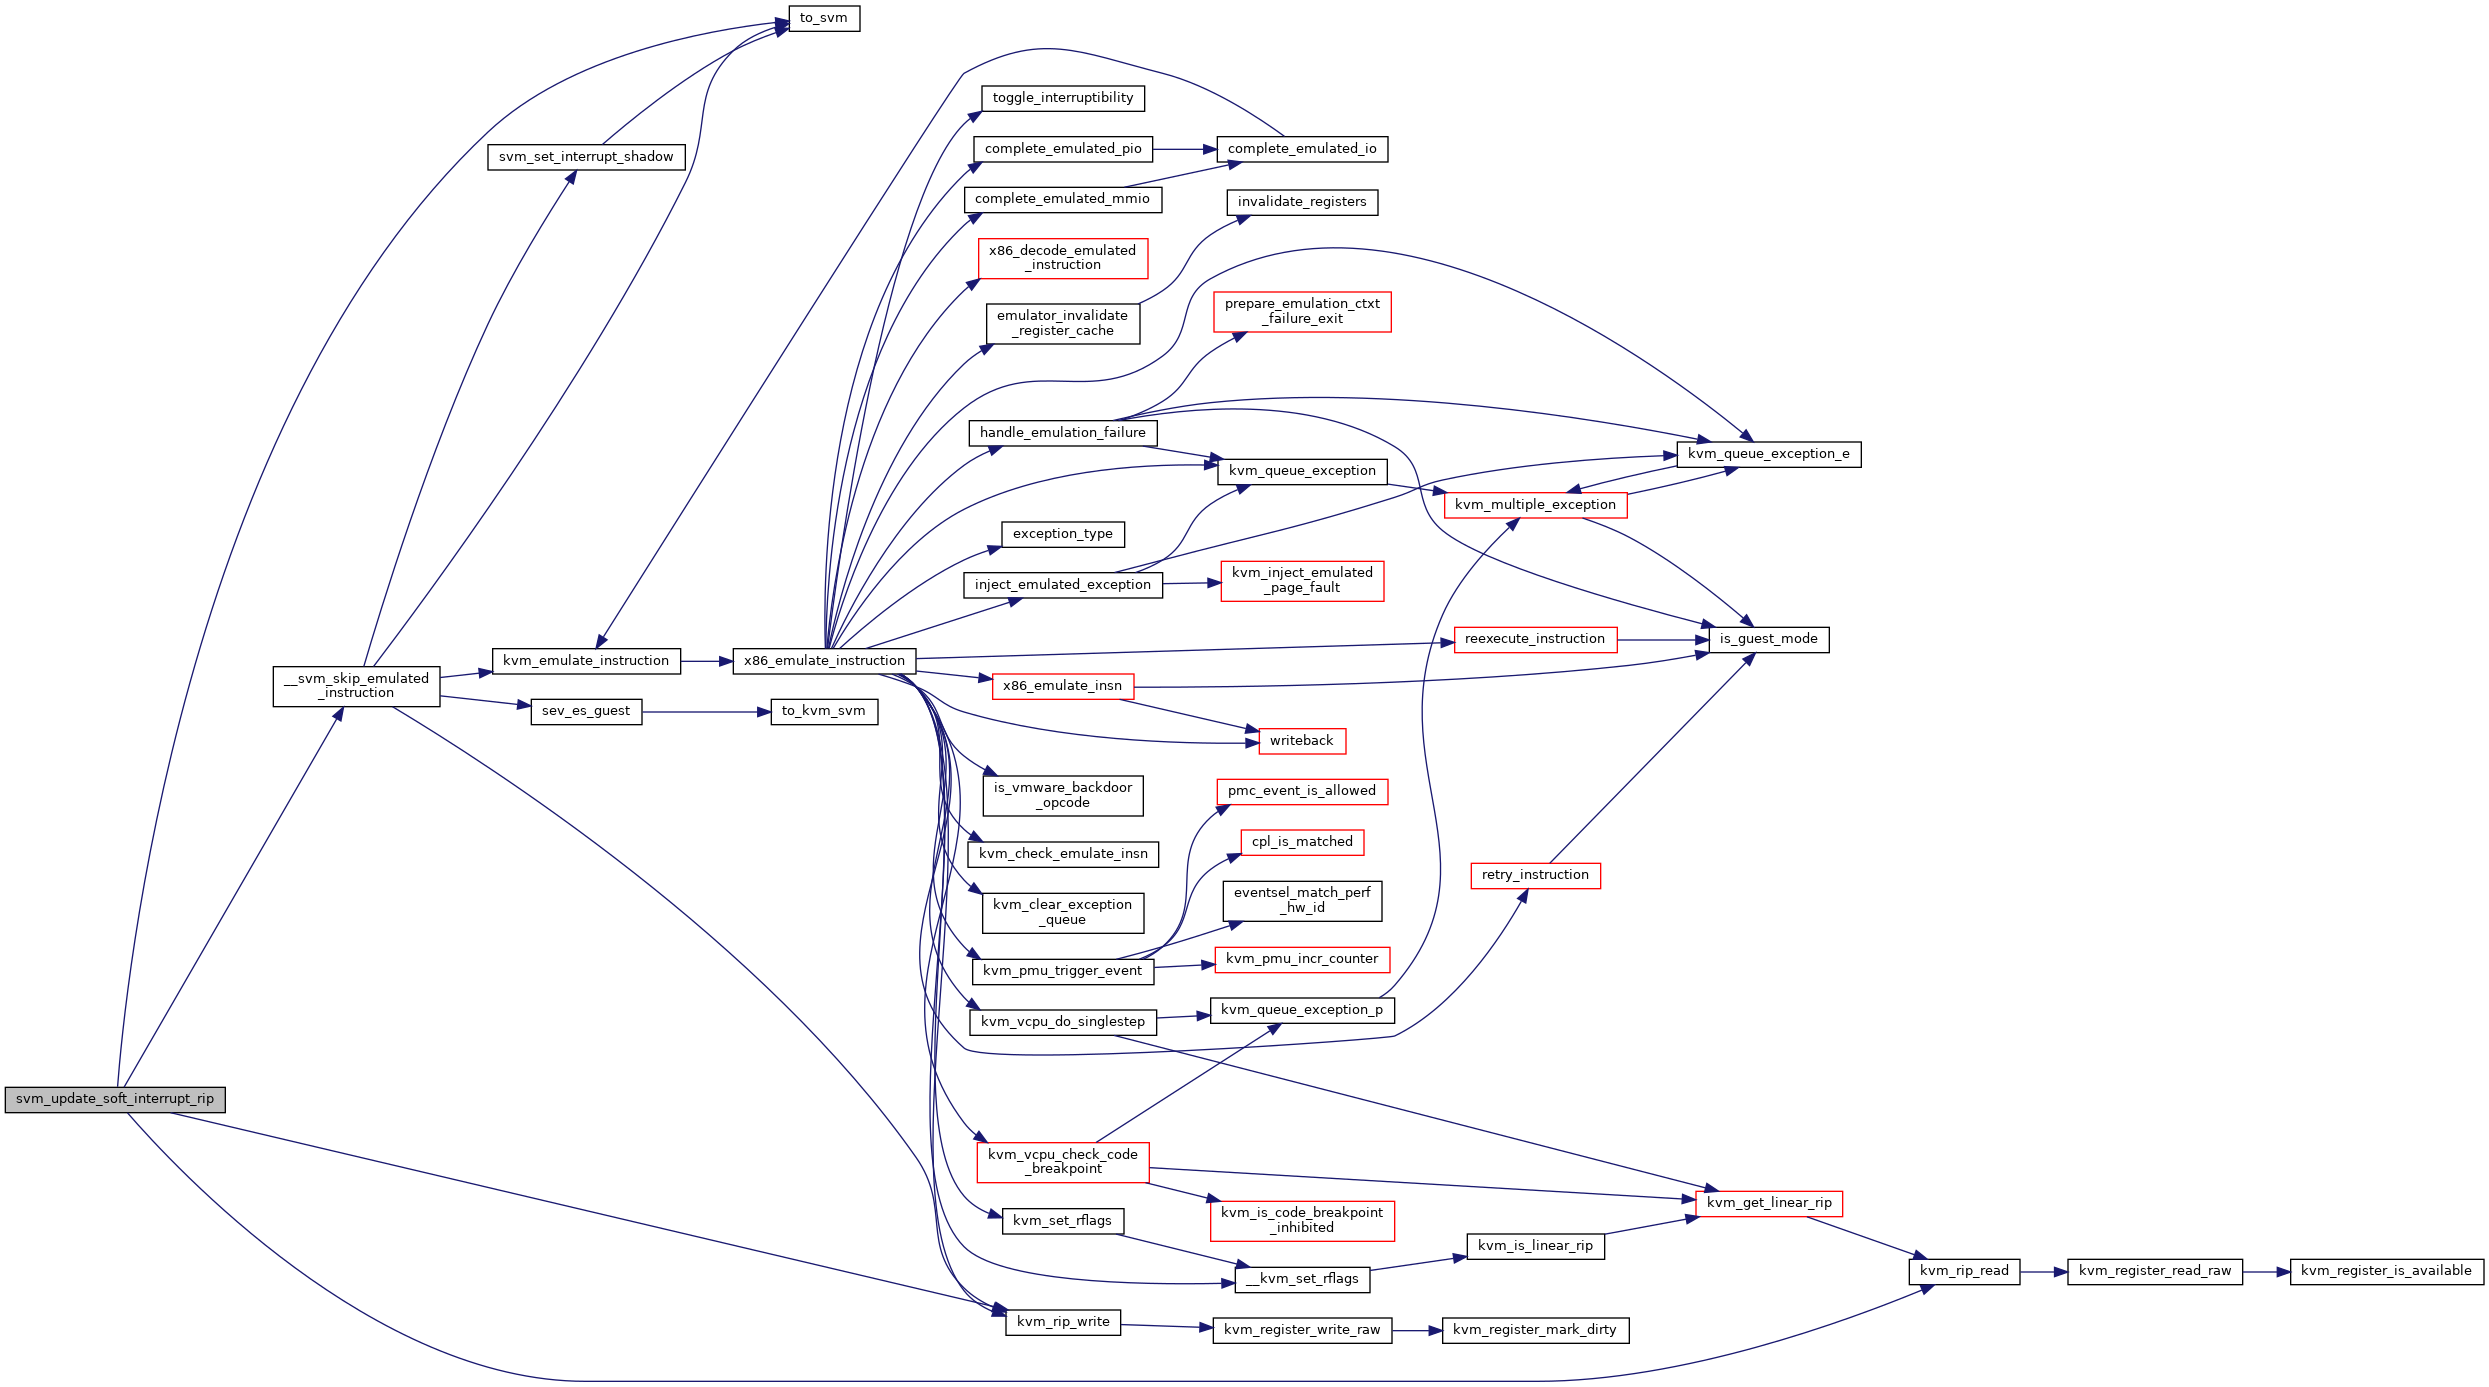 to_svm
toggle_interruptibility
svm_set_interrupt_shadow
complete_emulated_pio
complete_emulated_io
complete_emulated_mmio
invalidate_registers
x86_decode_emulated
_instruction
emulator_invalidate
_register_cache
prepare_emulation_ctxt
_failure_exit
handle_emulation_failure
kvm_queue_exception
kvm_queue_exception_e
kvm_multiple_exception
exception_type
inject_emulated_exception
kvm_inject_emulated
_page_fault
reexecute_instruction
is_guest_mode
__svm_skip_emulated
_instruction
kvm_emulate_instruction
x86_emulate_instruction
x86_emulate_insn
sev_es_guest
to_kvm_svm
writeback
is_vmware_backdoor
_opcode
pmc_event_is_allowed
kvm_check_emulate_insn
cpl_is_matched
retry_instruction
kvm_clear_exception
_queue
eventsel_match_perf
_hw_id
kvm_pmu_trigger_event
kvm_pmu_incr_counter
kvm_vcpu_do_singlestep
kvm_queue_exception_p
svm_update_soft_interrupt_rip
kvm_vcpu_check_code
_breakpoint
kvm_is_code_breakpoint
_inhibited
kvm_get_linear_rip
kvm_set_rflags
kvm_is_linear_rip
__kvm_set_rflags
kvm_rip_read
kvm_register_read_raw
kvm_register_is_available
kvm_rip_write
kvm_register_write_raw
kvm_register_mark_dirty